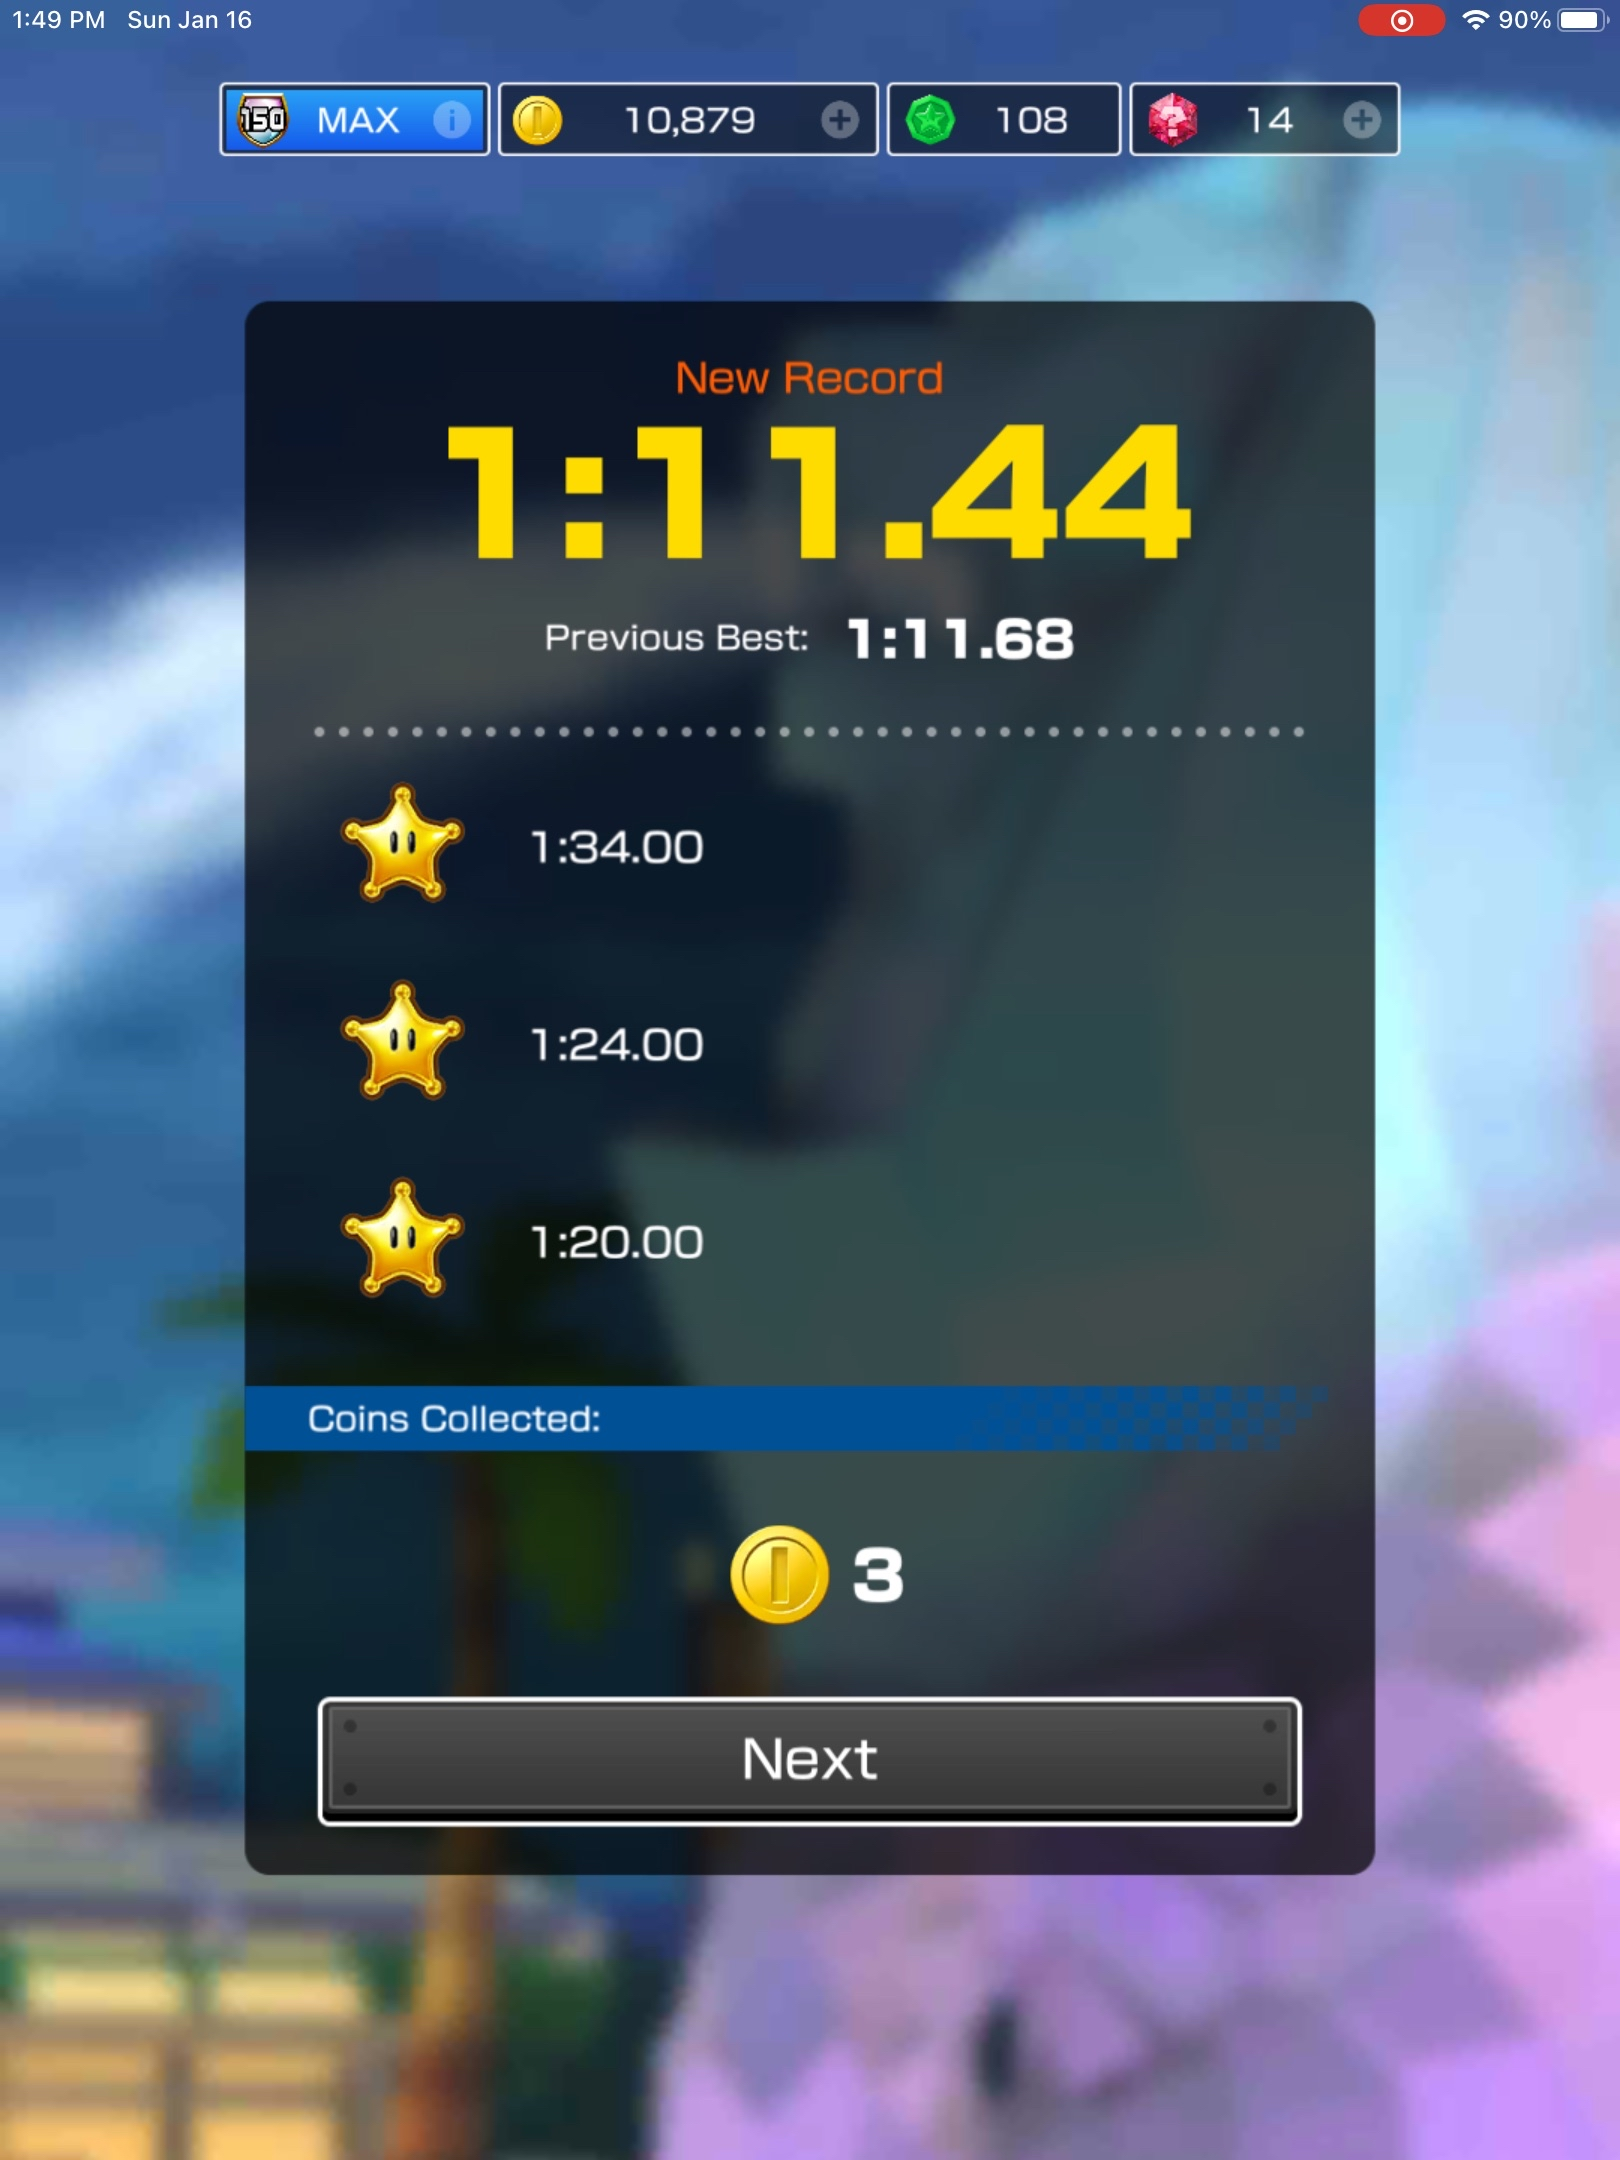 1:49 PM Sun Jan 16 90%
150 MAX i 10,879 + 108 ? 14 +
New Record
1:11.44
Previous Best: 1:11.68
1:34.00
1:24.00
1:20.00
Coins Collected:
3
Next